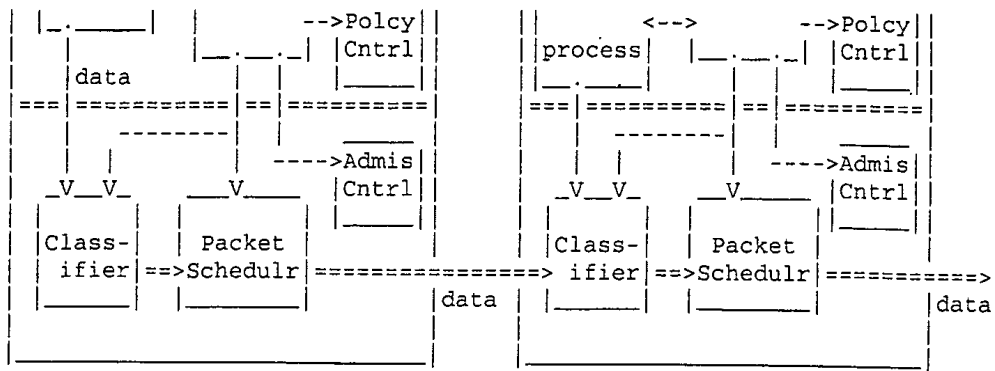 -->Polcy <--> -->Polcy
Cntrl process Cntrl
data
-->Admis -->Admis
Cntrl Cntrl
Class- Packet Class- Packet
ifier ==>Schedulr ===============> ifier ==>Schedulr ===========>
data data